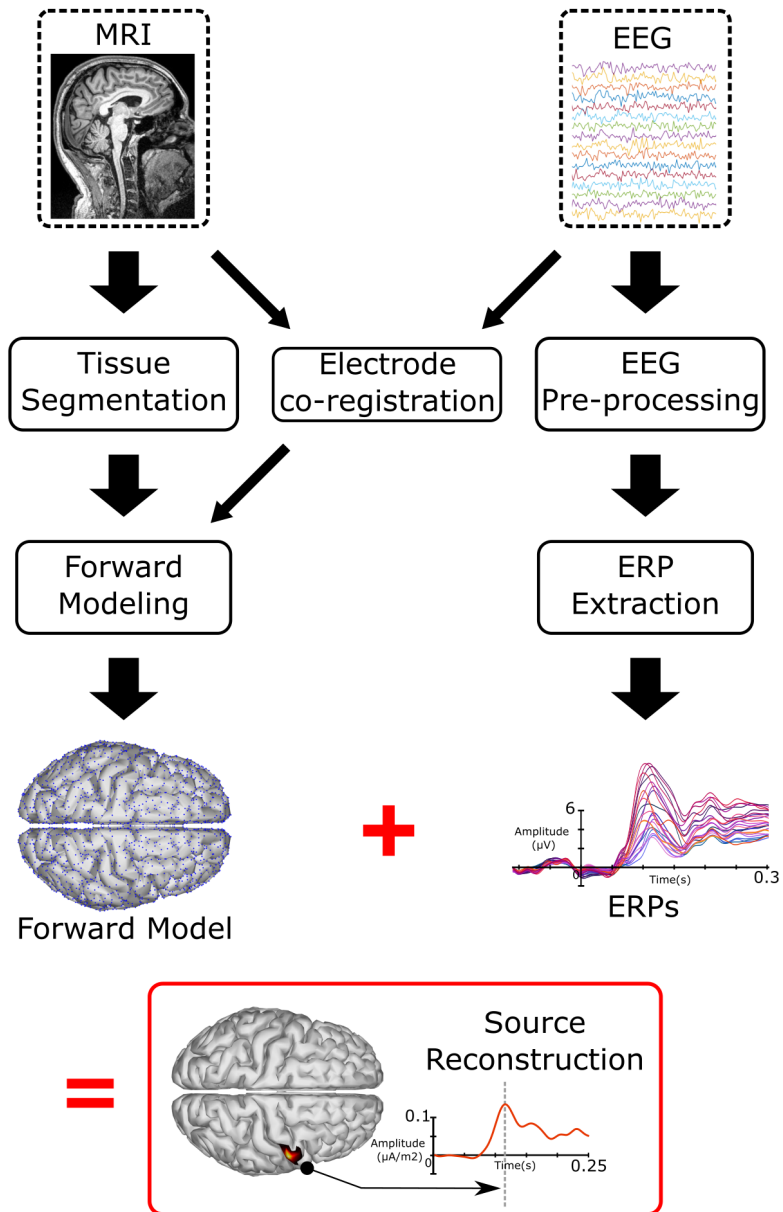 MRI
EEG
Tissue
Segmentation
Electrode
co-registration
EEG
Pre-processing
Forward
Modeling
ERP
Extraction
+
6
Amplitude
(µV)
0
Time(s)
0.3
Forward Model
ERPs
=
Source
Reconstruction
0.1
Amplitude
(µA/m2)
0
Time(s)
0.25